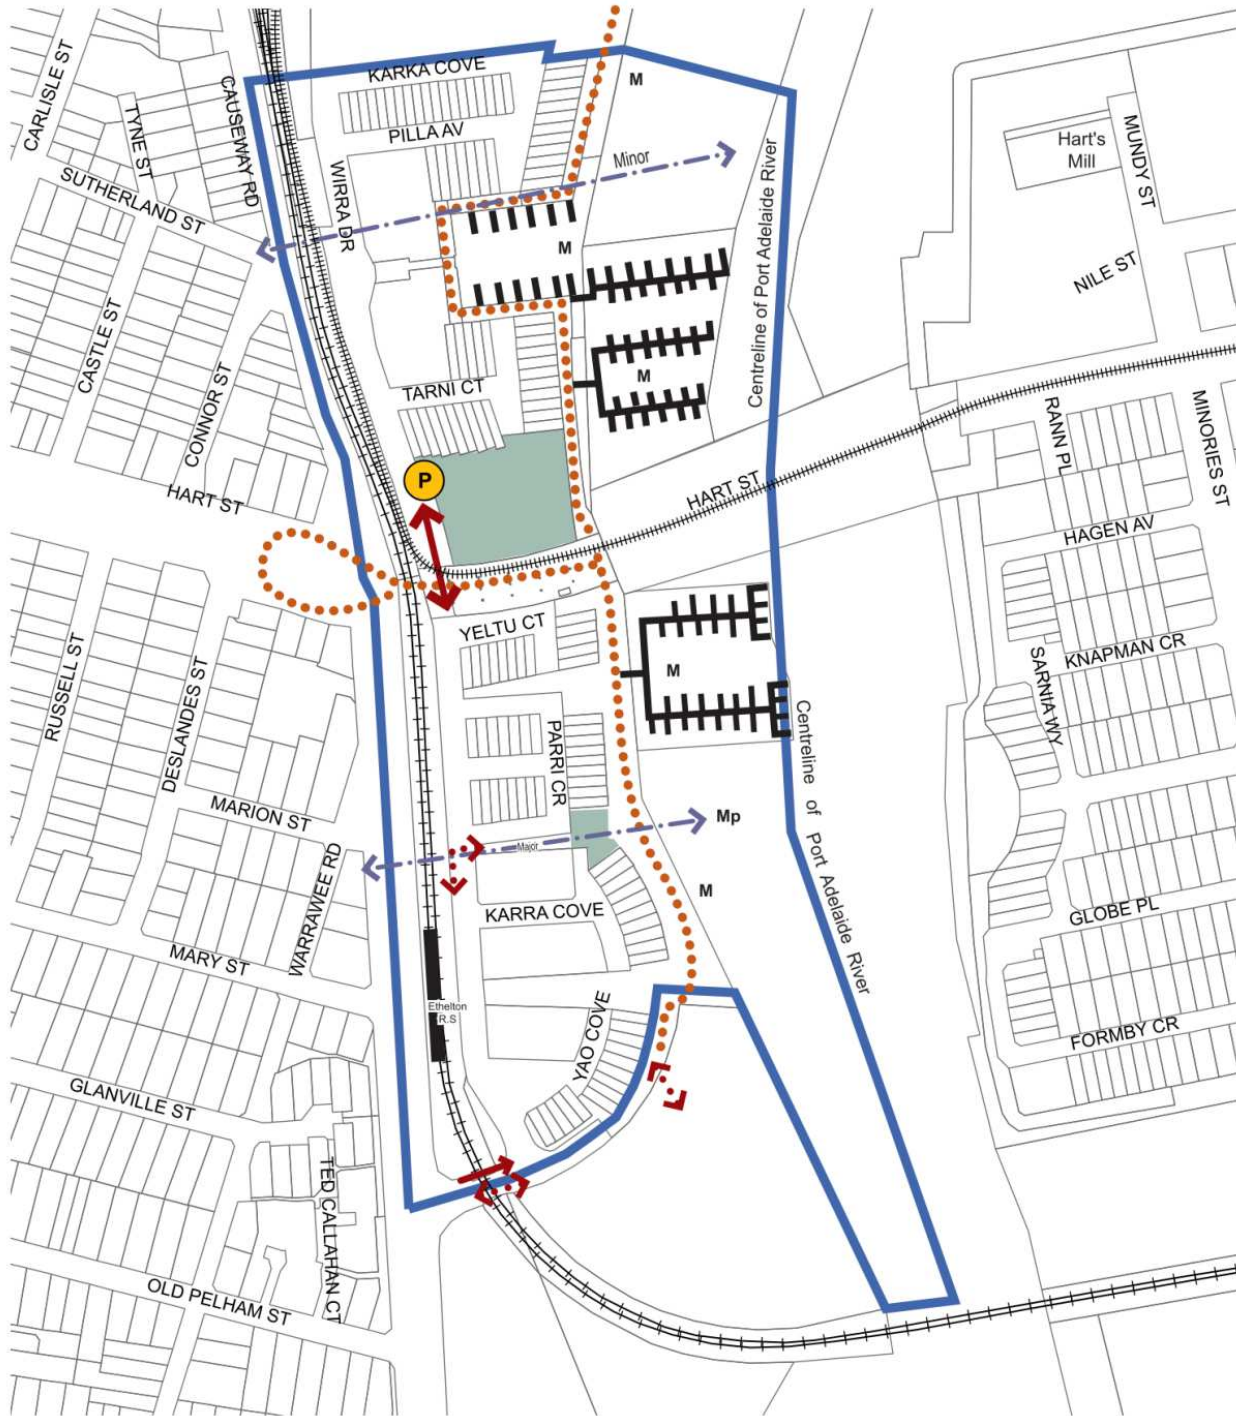 CARLISLE ST
TYNE ST
CAUSEWAY RD
KARKA COVE
M
PILLA AV
Minor
WIRRA DR
SUTHERLAND ST
Hart's
Mill
MUNDY ST
NILE ST
M
Centreline of Port Adelaide River
CASTLE ST
CONNOR ST
TARNI CT
M
RANN PL
MINORIES ST
P
HART ST
HART ST
HAGEN AV
RUSSELL ST
DESLANDES ST
YELTU CT
M
KNAPMAN CR
SARNIA WY
PARRI CR
MARION ST
WARRAWEE RD
Major
Mp
Centreline of Port Adelaide River
M
KARRA COVE
GLOBE PL
MARY ST
Ethelton
R.S
YAO COVE
FORMBY CR
GLANVILLE ST
TED CALLAHAN CT
OLD PELHAM ST